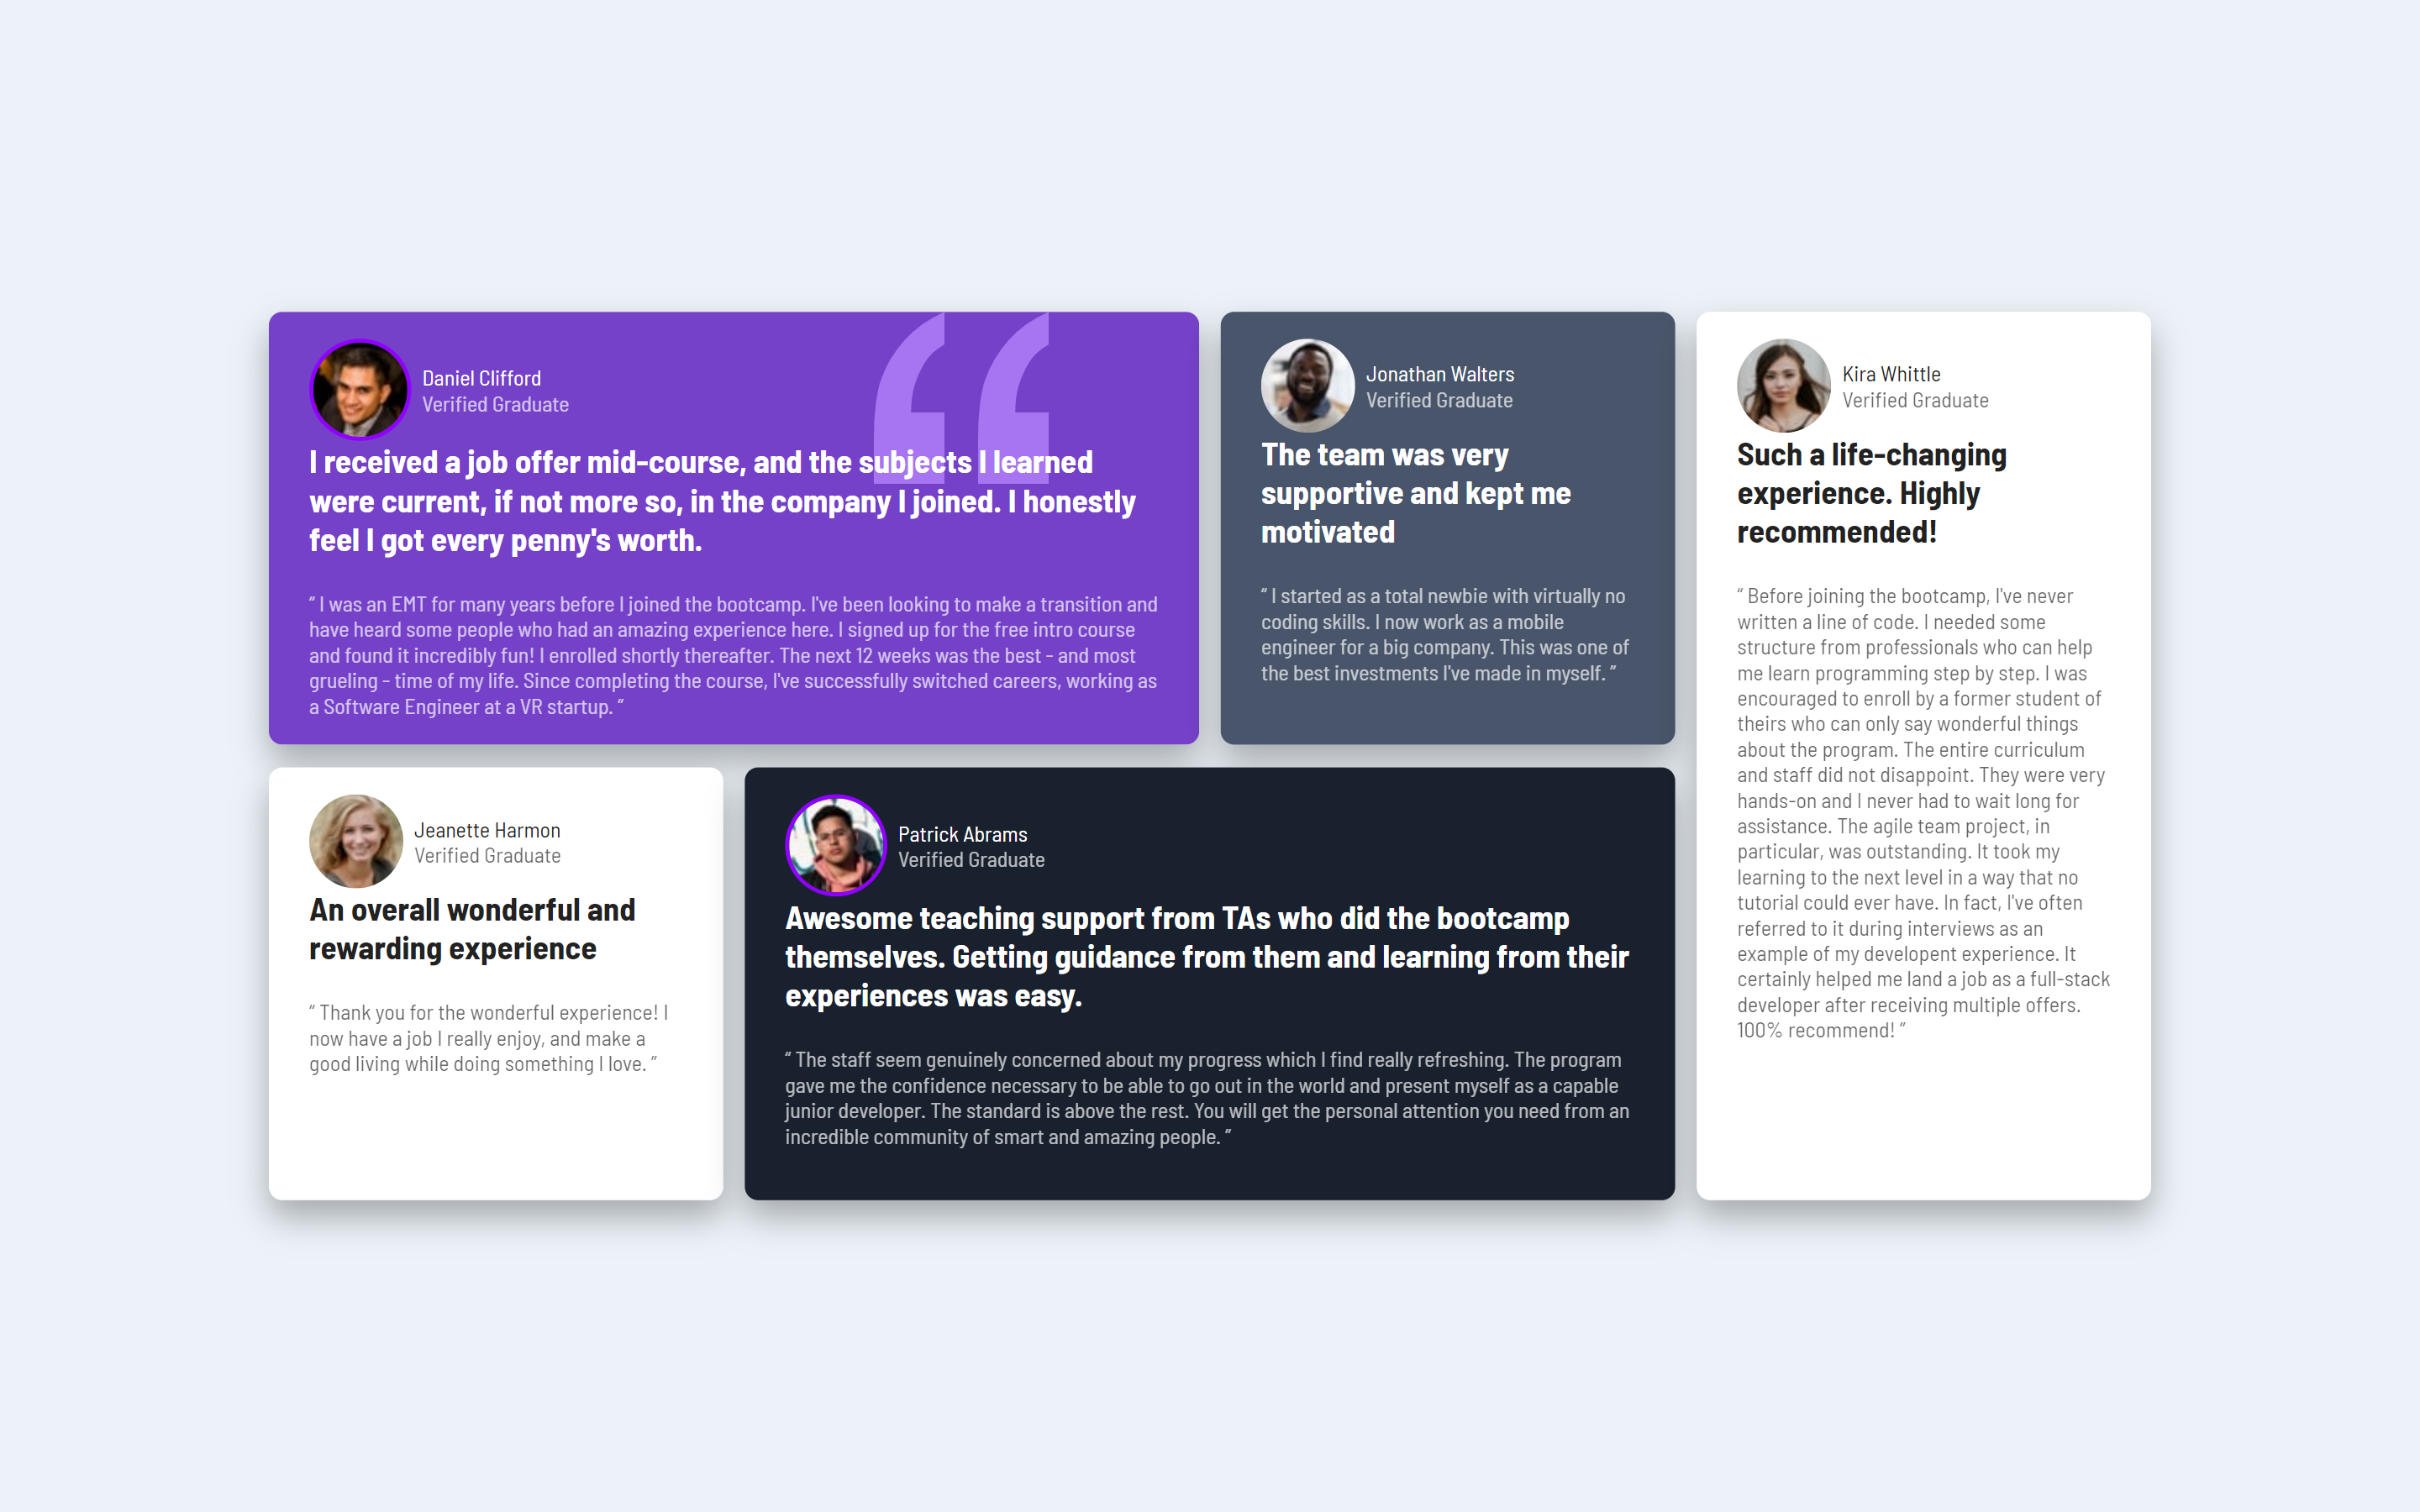 Daniel Clifford
Verified Graduate
“
I received a job offer mid-course, and the subjects I learned
were current, if not more so, in the company I joined. I honestly
feel I got every penny's worth.
“ I was an EMT for many years before I joined the bootcamp. I've been looking to make a transition and
have heard some people who had an amazing experience here. I signed up for the free intro course
and found it incredibly fun! I enrolled shortly thereafter. The next 12 weeks was the best - and most
grueling - time of my life. Since completing the course, I've successfully switched careers, working as
a Software Engineer at a VR startup. ”
Jonathan Walters
Verified Graduate
The team was very
supportive and kept me
motivated
“ I started as a total newbie with virtually no
coding skills. I now work as a mobile
engineer for a big company. This was one of
the best investments I've made in myself. ”
Kira Whittle
Verified Graduate
Such a life-changing
experience. Highly
recommended!
“ Before joining the bootcamp, I've never
written a line of code. I needed some
structure from professionals who can help
me learn programming step by step. I was
encouraged to enroll by a former student of
theirs who can only say wonderful things
about the program. The entire curriculum
and staff did not disappoint. They were very
hands-on and I never had to wait long for
assistance. The agile team project, in
particular, was outstanding. It took my
learning to the next level in a way that no
tutorial could ever have. In fact, I've often
referred to it during interviews as an
example of my developent experience. It
certainly helped me land a job as a full-stack
developer after receiving multiple offers.
100% recommend! ”
Jeanette Harmon
Verified Graduate
An overall wonderful and
rewarding experience
“ Thank you for the wonderful experience! I
now have a job I really enjoy, and make a
good living while doing something I love. ”
Patrick Abrams
Verified Graduate
Awesome teaching support from TAs who did the bootcamp
themselves. Getting guidance from them and learning from their
experiences was easy.
“ The staff seem genuinely concerned about my progress which I find really refreshing. The program
gave me the confidence necessary to be able to go out in the world and present myself as a capable
junior developer. The standard is above the rest. You will get the personal attention you need from an
incredible community of smart and amazing people. ”